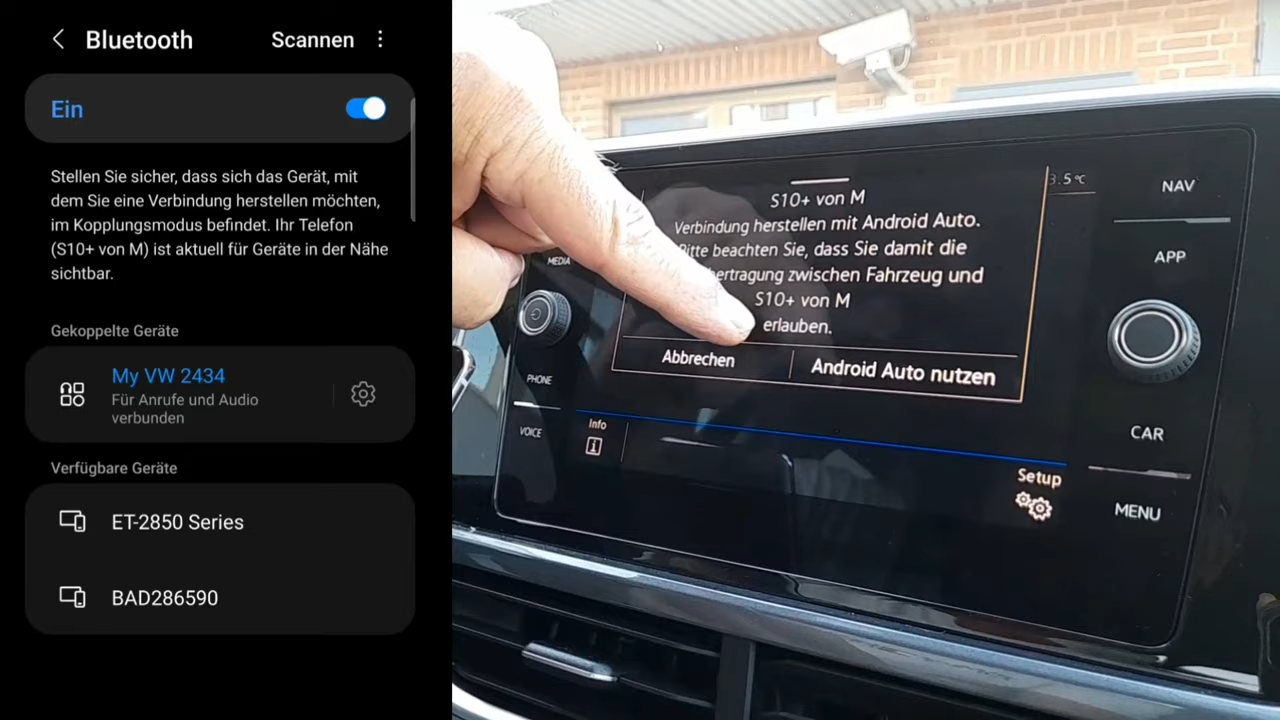 Bluetooth
Scannen
Ein
Stellen Sie sicher, dass sich das Gerät, mit
dem Sie eine Verbindung herstellen möchten,
im Kopplungsmodus befindet. Ihr Telefon
(S10+ von M) ist aktuell für Geräte in der Nähe
sichtbar.
Gekoppelte Geräte
My VW 2434
Für Anrufe und Audio
verbunden
Verfügbare Geräte
ET-2850 Series
BAD286590
MEDIA
PHONE
VOICE
S10+ von M
Verbindung herstellen mit Android Auto.
Bitte beachten Sie, dass Sie damit die
zwischen Fahrzeug und
S10+ von M
erlauben.
Abbrechen
Android Auto nutzen
Info
Setup
NAV
APP
CAR
MENU